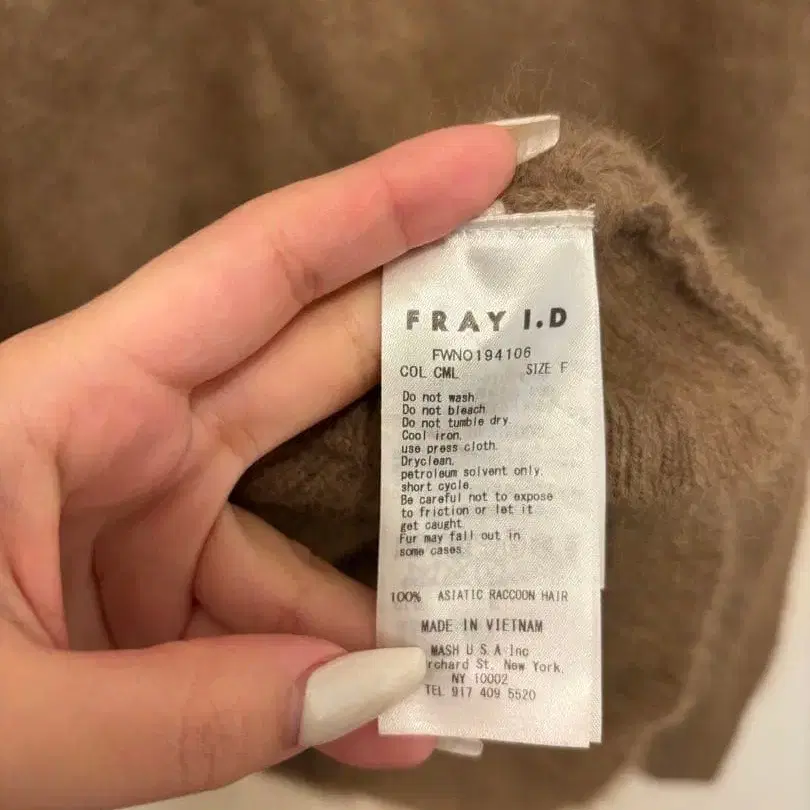 FRAY I.D
FWNO194106
COL CML SIZE F
Do not wash.
Do not bleach.
Do not tumble dry.
Cool iron.
use press cloth.
Dryclean.
petroleum solvent only.
short cycle.
Be careful not to expose
to friction or let it
get caught.
Fur may fall out in
some cases.
100% ASIATIC RACCOON HAIR
MADE IN VIETNAM
MASH U S A Inc
rchard St. New York,
NY 10002
TEL 917 409 5520